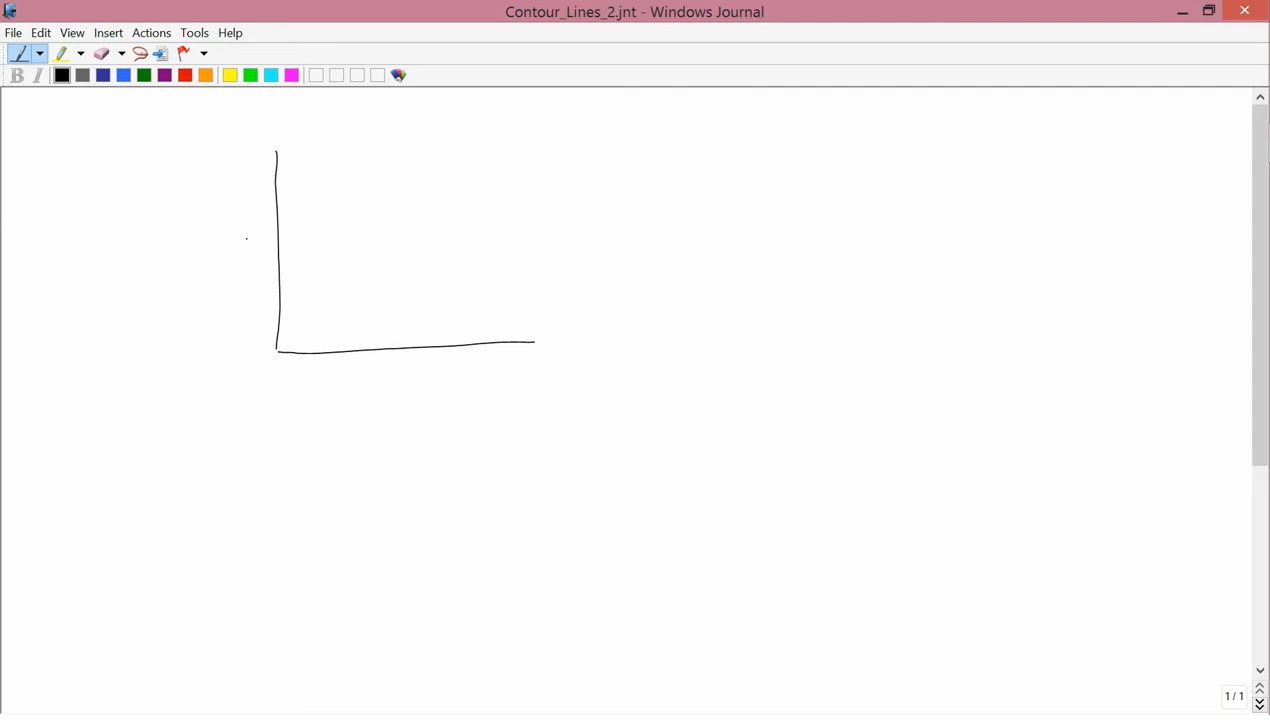 Contour_Lines_2.jnt - Windows Journal
File Edit View Insert Actions Tools Help
B I
1 / 1